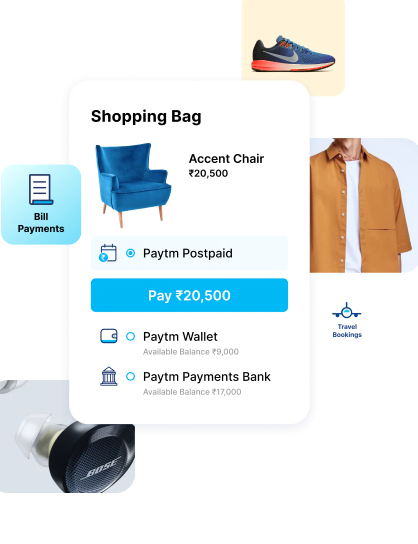 Shopping Bag
Accent Chair
₹20,500
Bill
Payments
₹
Paytm Postpaid
Pay ₹20,500
Paytm Wallet
Available Balance ₹9,000
Travel
Bookings
Paytm Payments Bank
Available Balance ₹17,000
BOSE